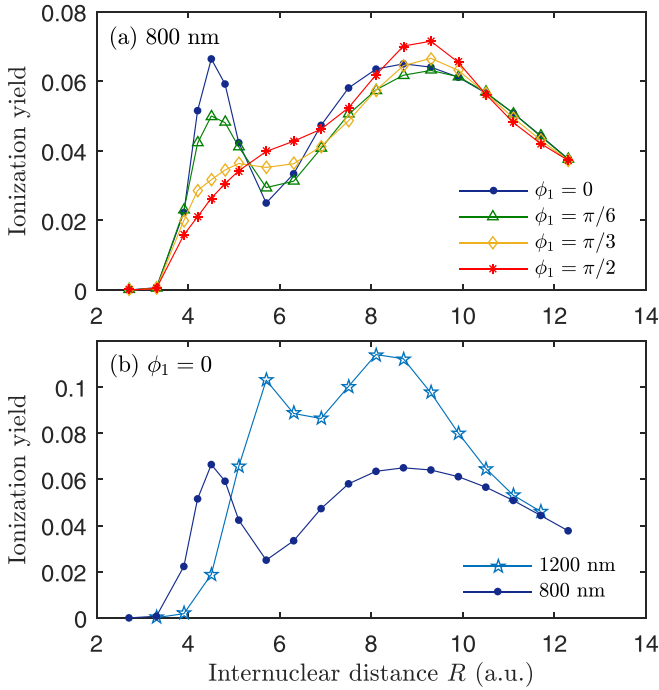 (a) 800 nm
Ionization yield
0.08
0.06
0.04
0.02
0
ϕ₁ = 0
ϕ₁ = π/6
ϕ₁ = π/3
ϕ₁ = π/2
2 4 6 8 10 12 14
(b) ϕ₁ = 0
Ionization yield
0.1
0.08
0.06
0.04
0.02
0
1200 nm
800 nm
2 4 6 8 10 12 14
Internuclear distance R (a.u.)